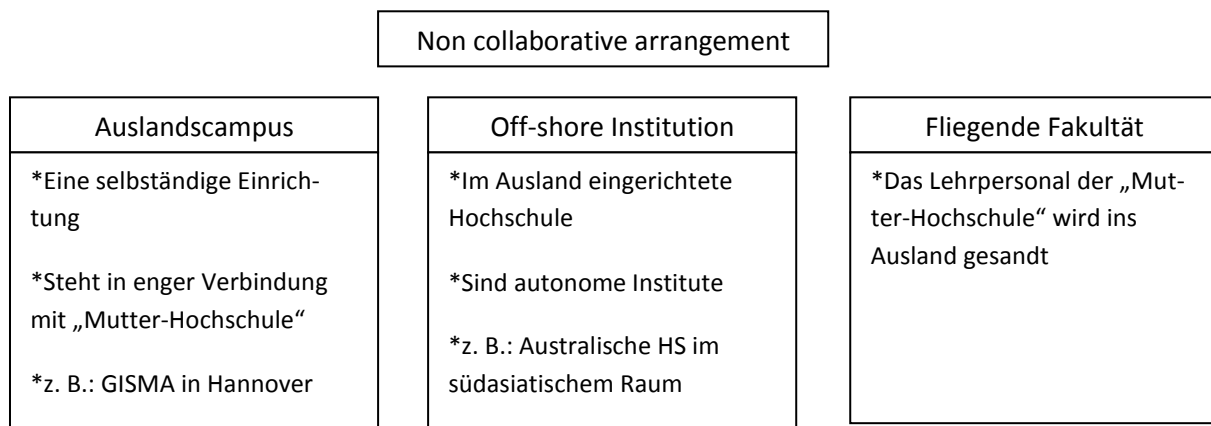 Non collaborative arrangement
Auslandscampus
*Eine selbständige Einrich-
tung
*Steht in enger Verbindung
mit „Mutter-Hochschule“
*z. B.: GISMA in Hannover
Off-shore Institution
*Im Ausland eingerichtete
Hochschule
*Sind autonome Institute
*z. B.: Australische HS im
südasiatischem Raum
Fliegende Fakultät
*Das Lehrpersonal der „Mut-
ter-Hochschule“ wird ins
Ausland gesandt